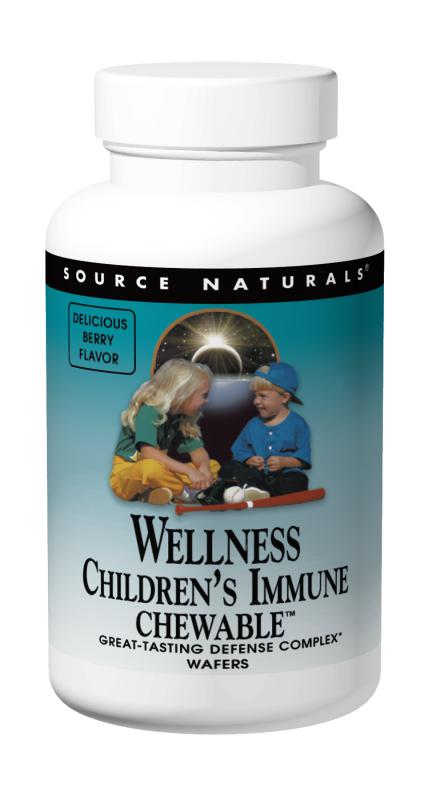 SOURCE NATURALS®
DELICIOUS
BERRY
FLAVOR
WELLNESS
CHILDREN'S IMMUNE
CHEWABLE™
GREAT-TASTING DEFENSE COMPLEX*
WAFERS